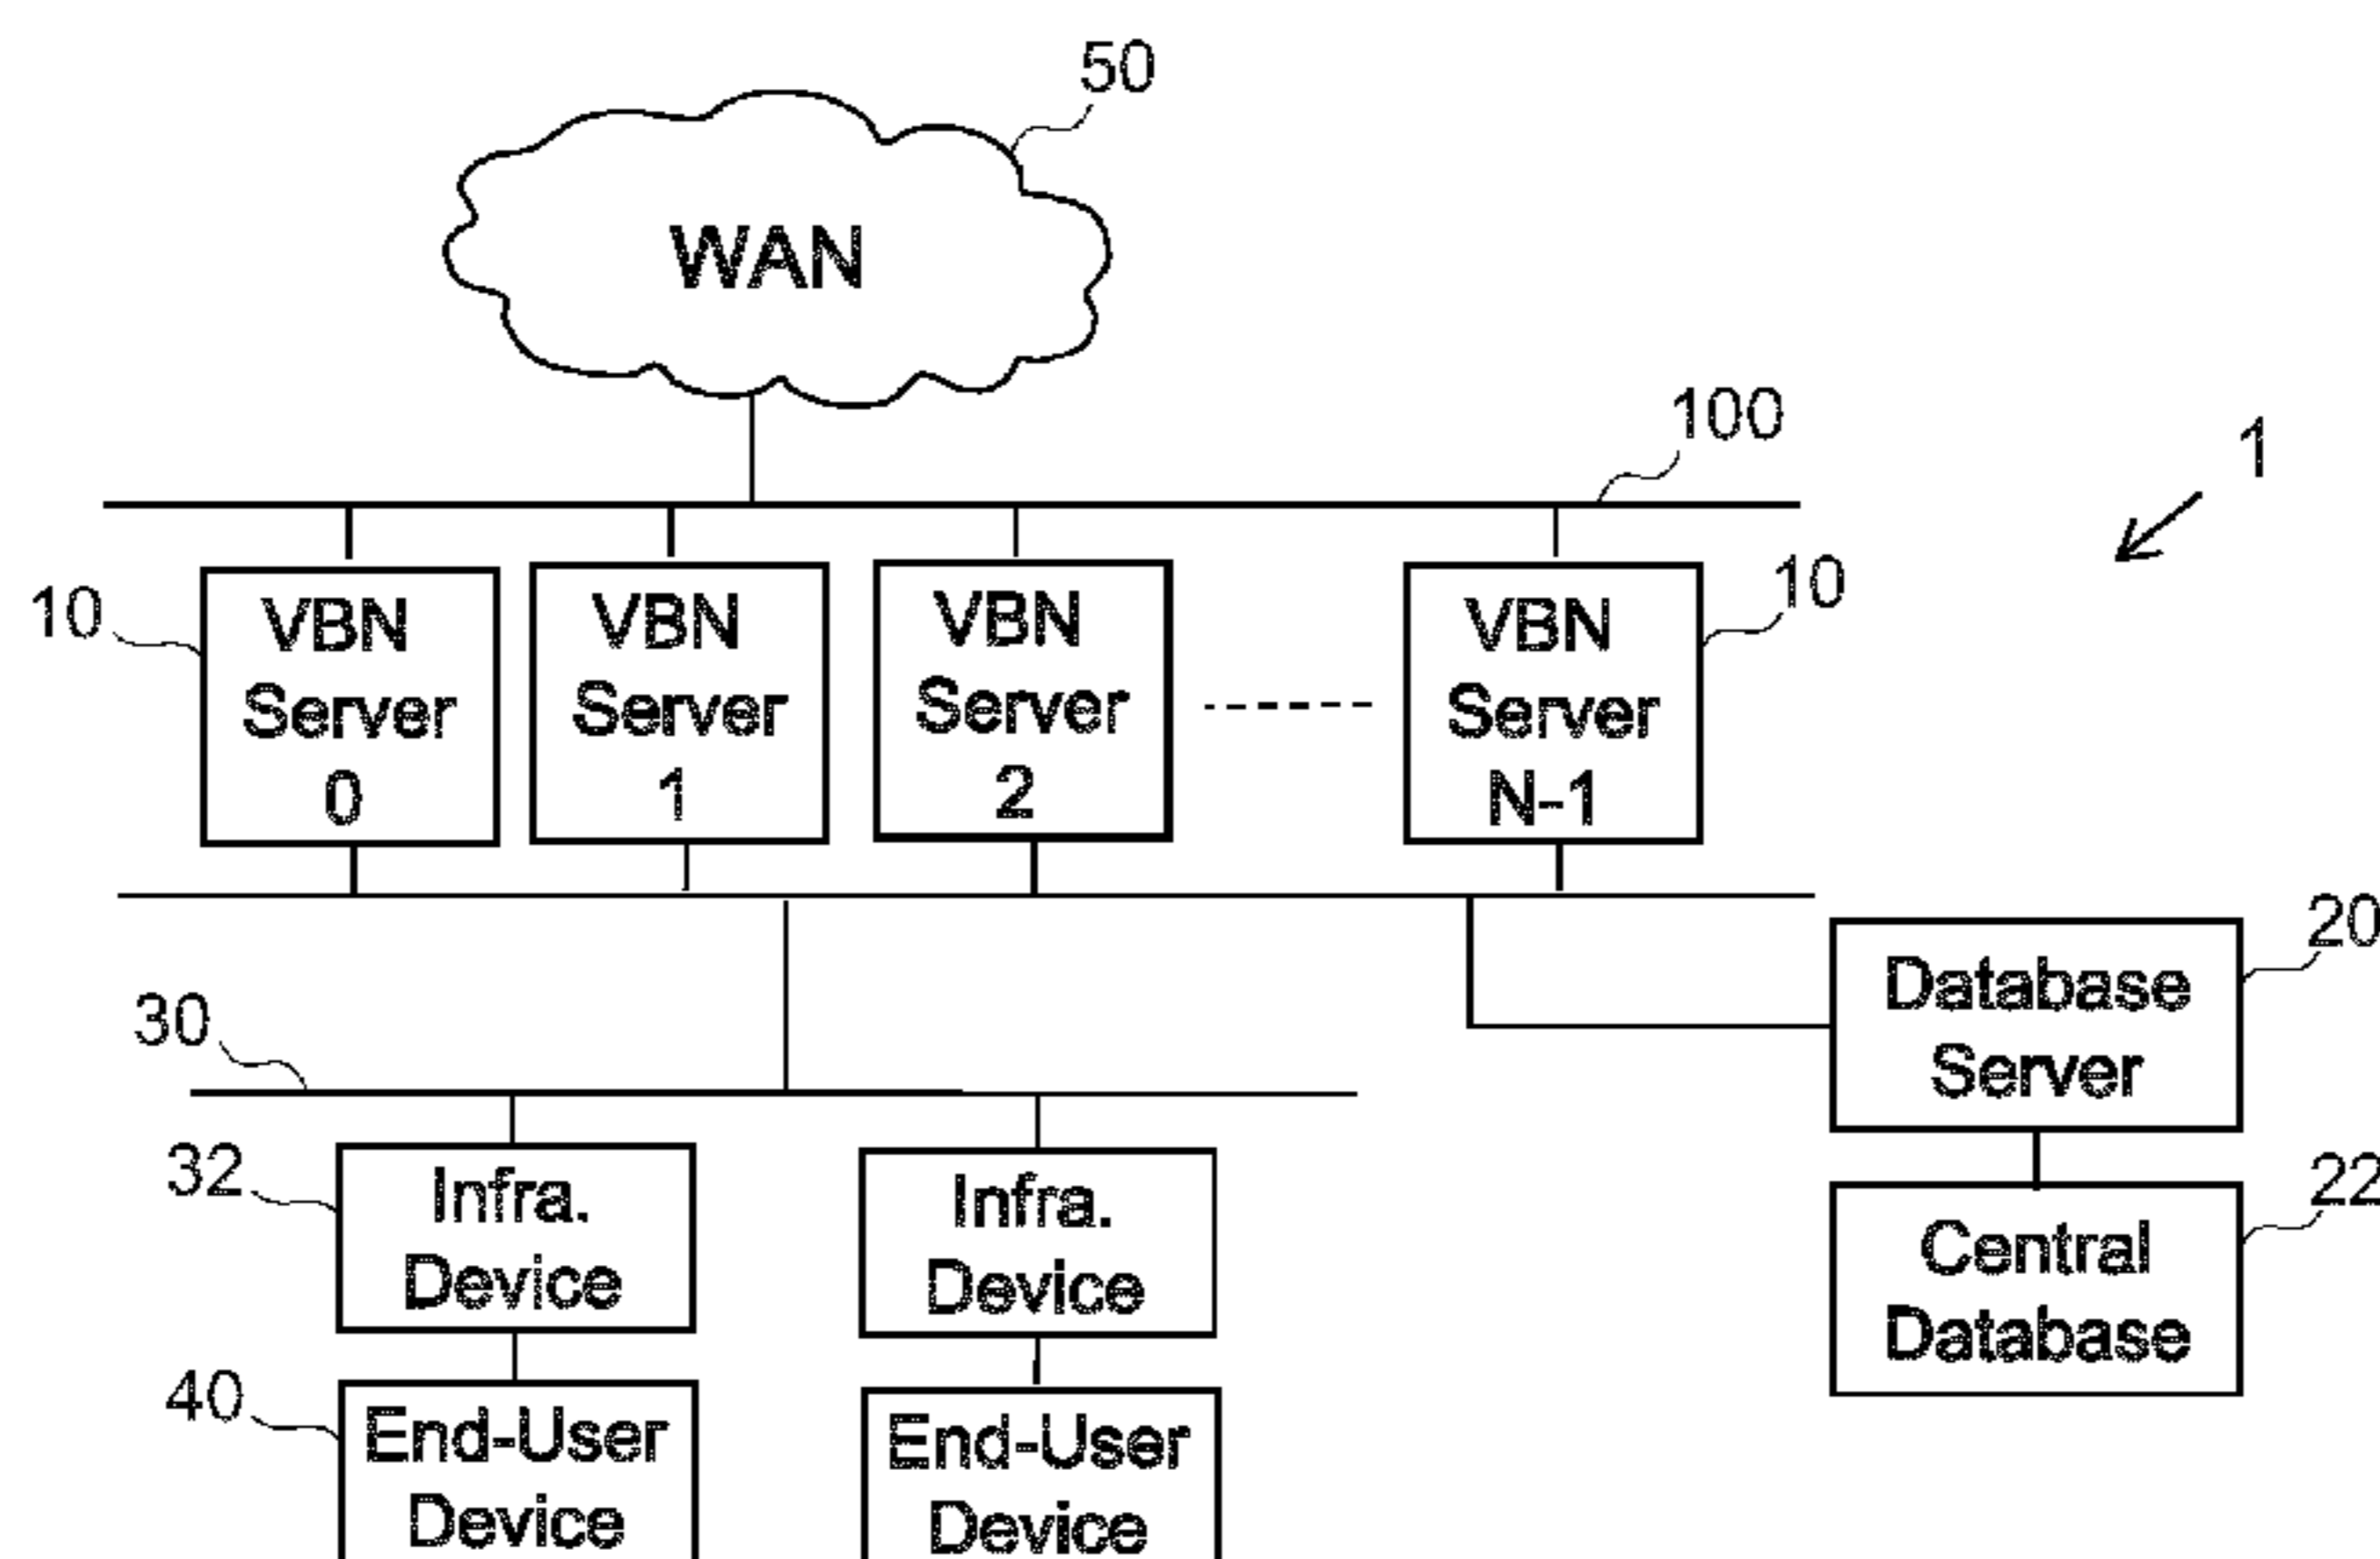 50
WAN
100
1
10
VBN
Server
0
VBN
Server
1
VBN
Server
2
VBN
Server
N-1
10
20
Database
Server
30
32
Infra.
Device
Infra.
Device
22
Central
Database
40
End-User
Device
End-User
Device